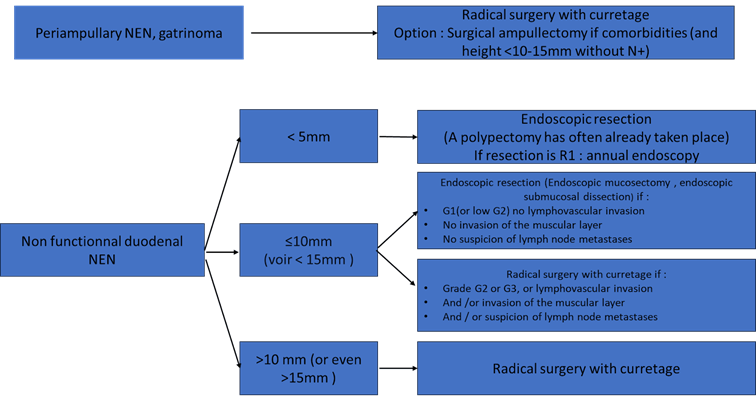 Periampullary NEN, gatrinoma
Radical surgery with curretage
Option : Surgical ampullectomy if comorbidities (and
height <10-15mm without N+)
Non functionnal duodenal
NEN
< 5mm
Endoscopic resection
(A polypectomy has often already taken place)
If resection is R1 : annual endoscopy
≤10mm
(voir < 15mm )
Endoscopic resection (Endoscopic mucosectomy , endoscopic
submucosal dissection) if :
• G1(or low G2) no lymphovascular invasion
• No invasion of the muscular layer
• No suspicion of lymph node metastases
Radical surgery with curetage if :
• Grade G2 or G3, or lymphovascular invasion
• And /or invasion of the muscular layer
• And / or suspicion of lymph node metastases
>10 mm (or even
>15mm )
Radical surgery with curretage